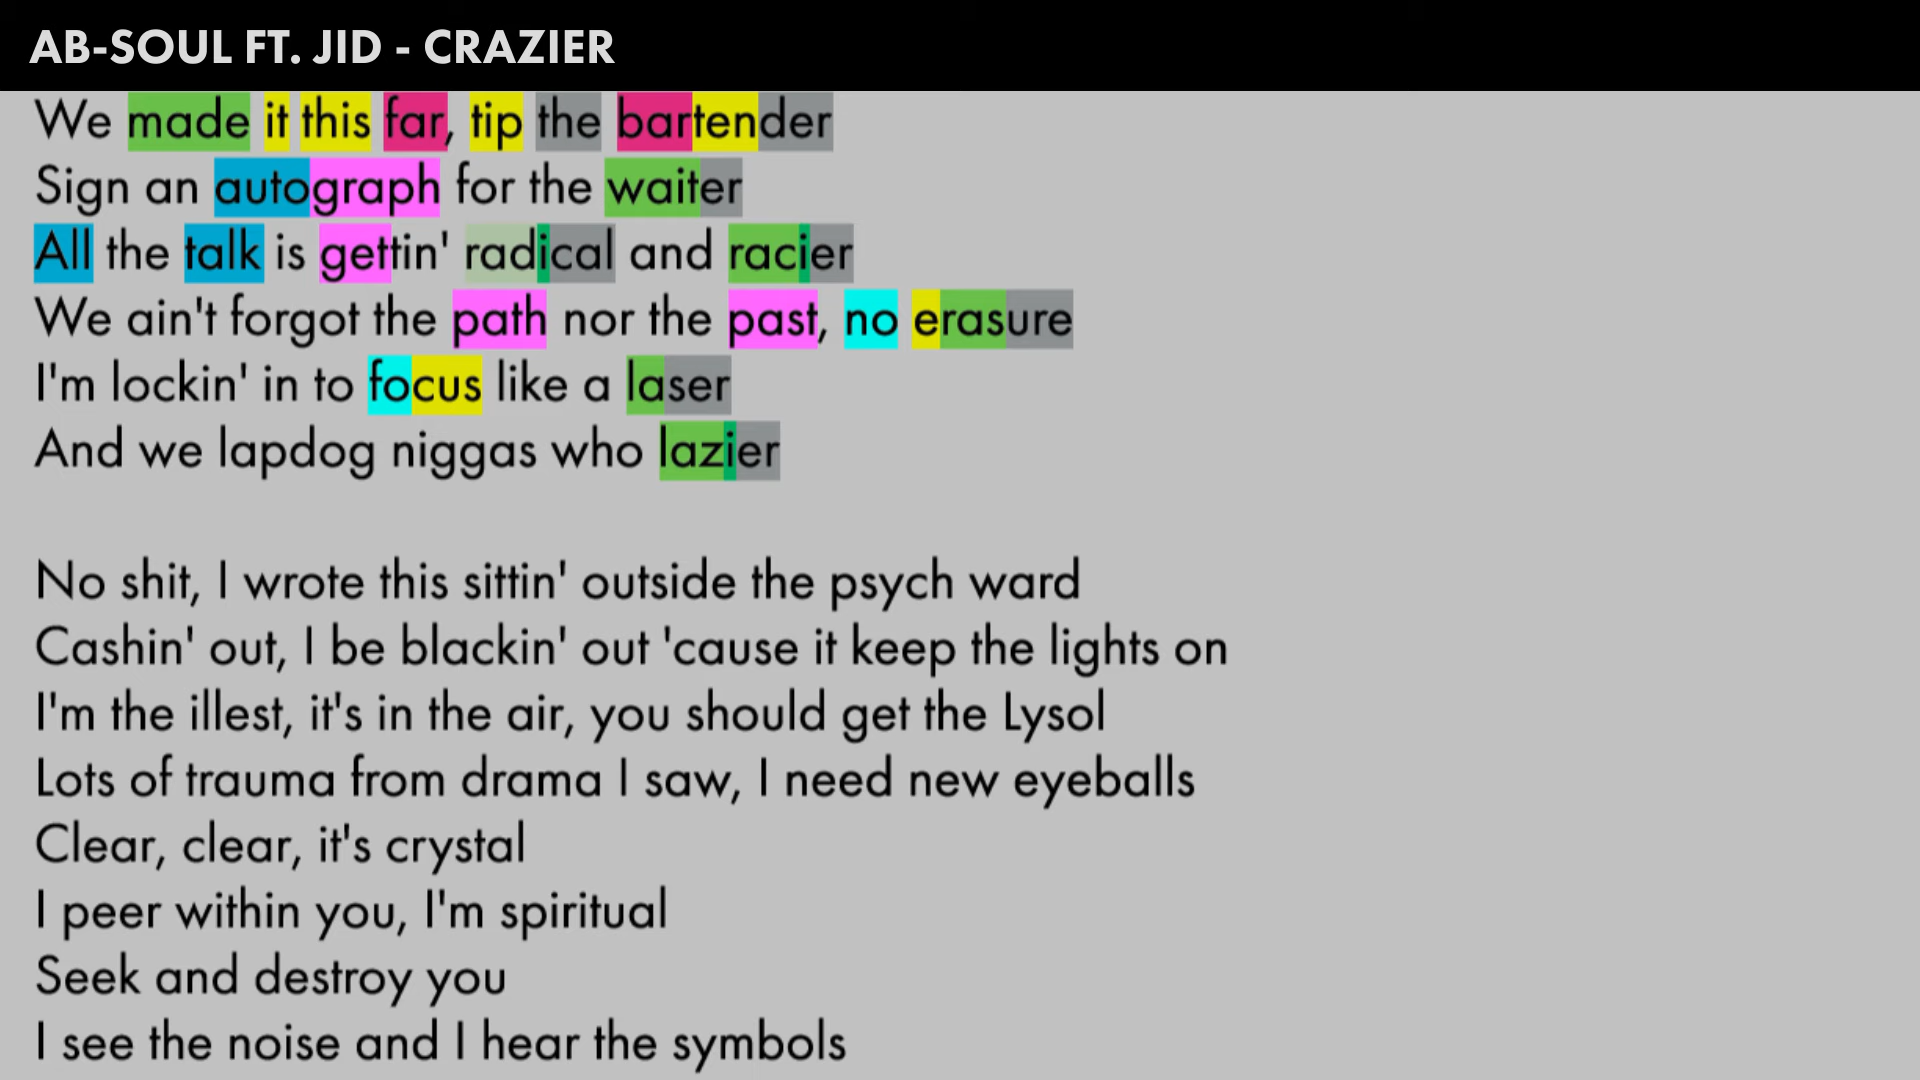 AB-SOUL FT. JID - CRAZIER
We made it this far, tip the bartender
Sign an autograph for the waiter
All the talk is gettin' radical and racier
We ain't forgot the path nor the past, no erasure
I'm lockin' in to focus like a laser
And we lapdog niggas who lazier
No shit, I wrote this sittin' outside the psych ward
Cashin' out, I be blackin' out 'cause it keep the lights on
I'm the illest, it's in the air, you should get the Lysol
Lots of trauma from drama I saw, I need new eyeballs
Clear, clear, it's crystal
I peer within you, I'm spiritual
Seek and destroy you
I see the noise and I hear the symbols